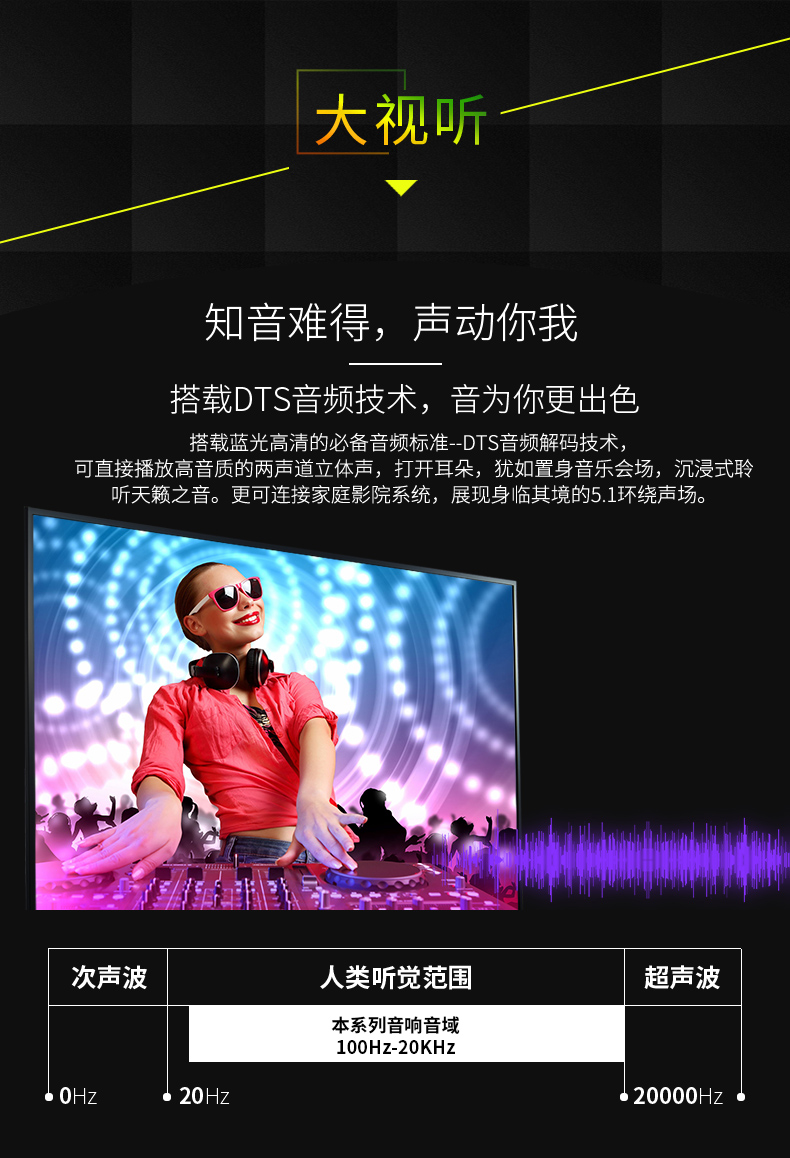 大视听
知音难得，声动你我
搭载DTS音频技术，音为你更出色
搭载蓝光高清的必备音频标准--DTS音频解码技术，
可直接播放高音质的两声道立体声，打开耳朵，犹如置身音乐会场，沉浸式聆
听天籁之音。更可连接家庭影院系统，展现身临其境的5.1环绕声场。
次声波 人类听觉范围 超声波
本系列音响音域
100Hz-20KHz
0Hz 20Hz 20000Hz